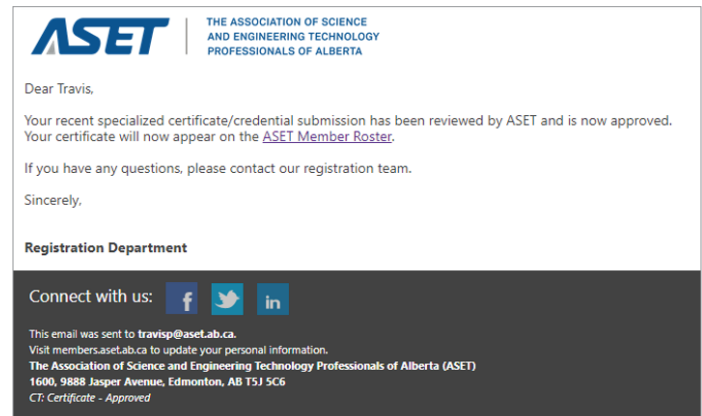 ASET
THE ASSOCIATION OF SCIENCE
AND ENGINEERING TECHNOLOGY
PROFESSIONALS OF ALBERTA
Dear Travis,
Your recent specialized certificate/credential submission has been reviewed by ASET and is now approved.
Your certificate will now appear on the ASET Member Roster.
If you have any questions, please contact our registration team.
Sincerely,
Registration Department
Connect with us:
This email was sent to travisp@aset.ab.ca.
Visit members.aset.ab.ca to update your personal information.
The Association of Science and Engineering Technology Professionals of Alberta (ASET)
1600, 9888 Jasper Avenue, Edmonton, AB T5J 5C6
CT: Certificate - Approved